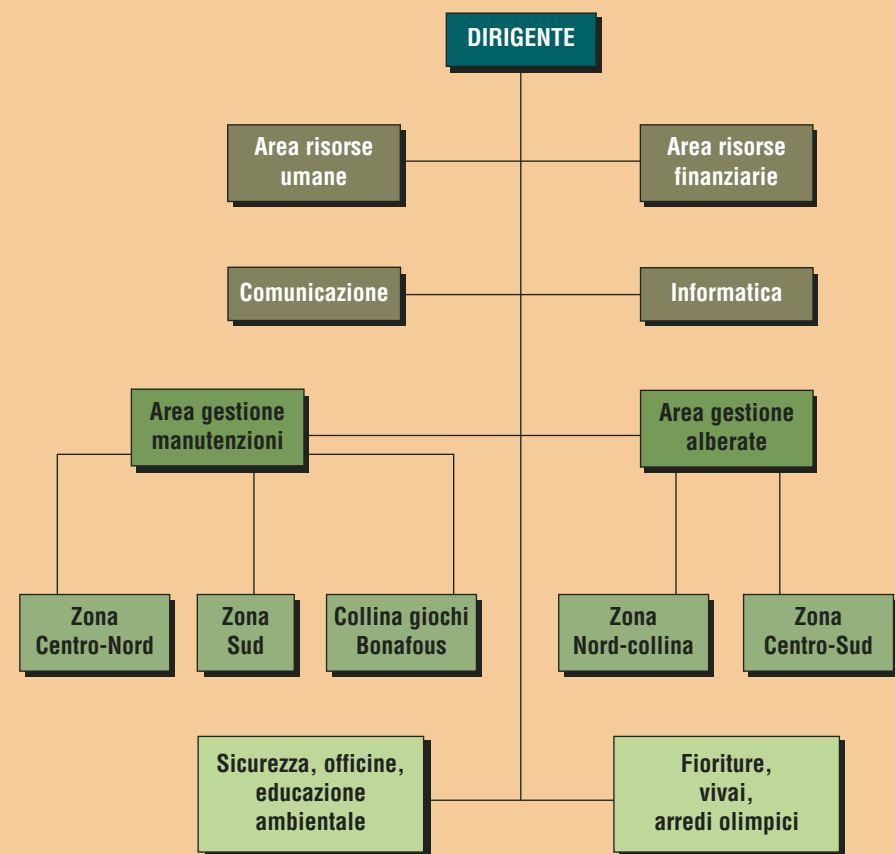 DIRIGENTE
Area risorse
umane
Area risorse
finanziarie
Comunicazione
Informatica
Area gestione
manutenzioni
Area gestione
alberate
Zona
Centro-Nord
Zona
Sud
Collina giochi
Bonafous
Zona
Nord-collina
Zona
Centro-Sud
Sicurezza, officine,
educazione
ambientale
Fioriture,
vivai,
arredi olimpici